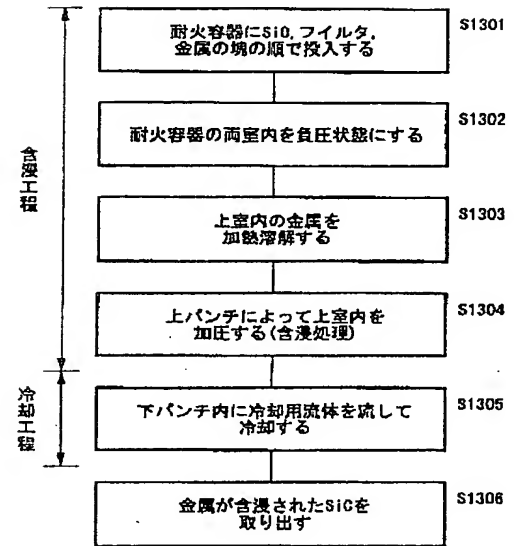 耐火容器にSiO,フイルタ,
金属の塊の順で投入する
S1301
耐火容器の両室内を負圧状態にする
S1302
上室内の金属を
加熱溶解する
S1303
上パンチによって上室内を
加圧する(含浸処理)
S1304
含浸工程
下パンチ内に冷却用流体を流して
冷却する
S1305
冷却工程
金属が含浸されたSiCを
取り出す
S1306